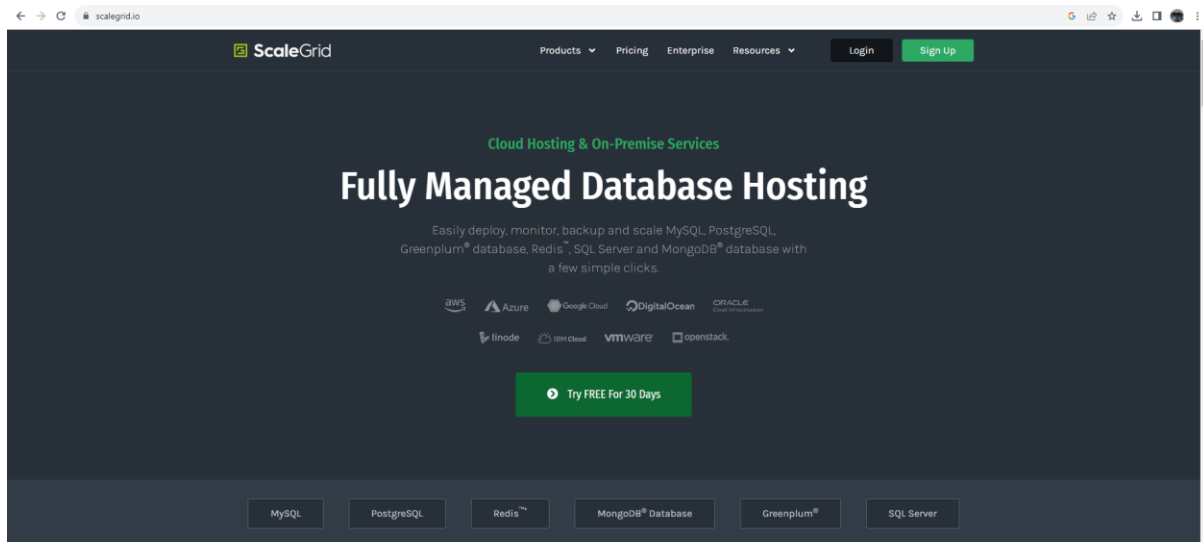 scalegrid.io
ScaleGrid
Products Pricing Enterprise Resources Login Sign Up
Cloud Hosting & On-Premise Services
Fully Managed Database Hosting
Easily deploy, monitor, backup and scale MySQL, PostgreSQL,
Greenplum® database, Redis™, SQL Server and MongoDB® database with
a few simple clicks.
aws Azure Google Cloud DigitalOcean ORACLE
Cloud Infrastructure
linode IBM Cloud vmware openstack.
Try FREE For 30 Days
MySQL PostgreSQL Redis™* MongoDB® Database Greenplum® SQL Server